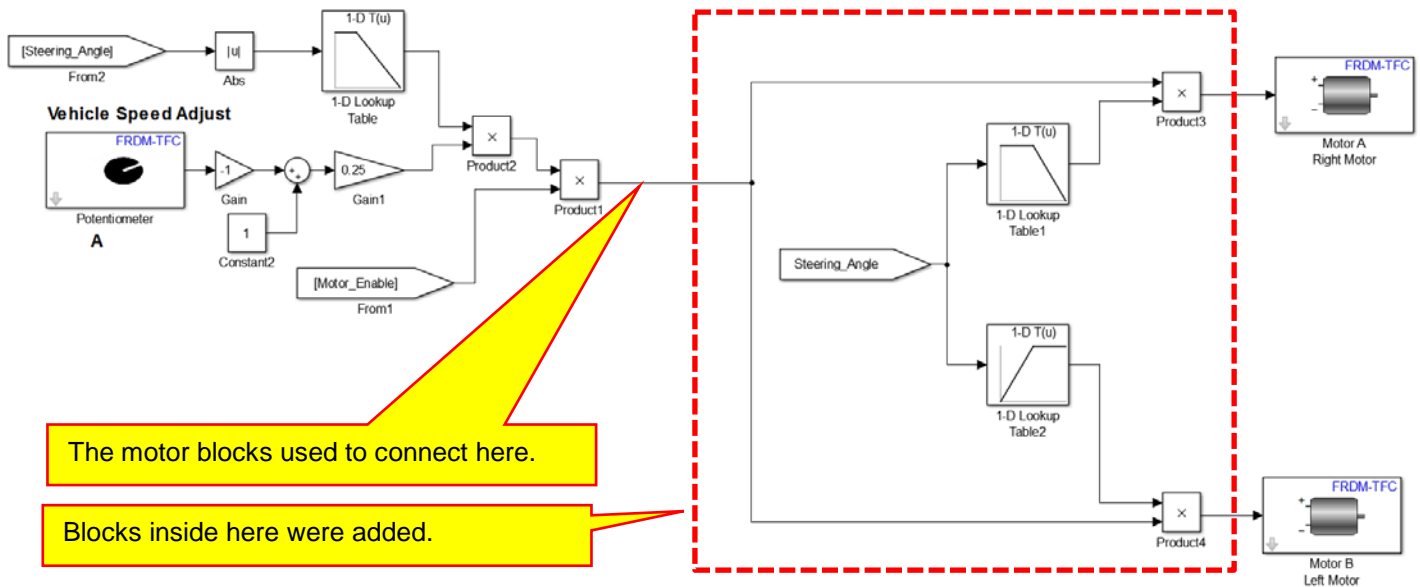 [Steering_Angle]
From2
|u|
Abs
1-D T(u)
1-D Lookup
Table
Vehicle Speed Adjust
FRDM-TFC
Potentiometer
A
-1
Gain
+
+
1
Constant2
0.25
Gain1
×
Product2
×
Product1
[Motor_Enable]
From1
The motor blocks used to connect here.
Blocks inside here were added.
Steering_Angle
1-D T(u)
1-D Lookup
Table1
1-D T(u)
1-D Lookup
Table2
×
Product3
×
Product4
FRDM-TFC
+
−
Motor A
Right Motor
FRDM-TFC
+
−
Motor B
Left Motor